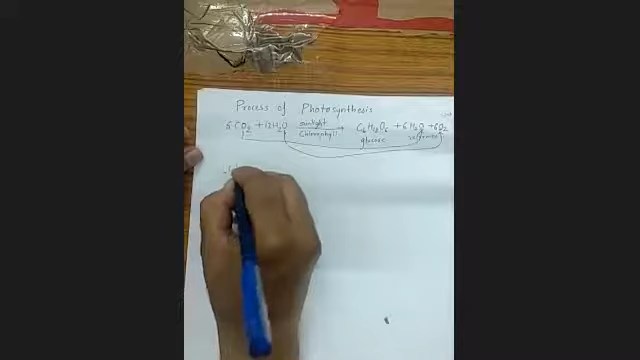 Process of Photosynthesis
6CO₂ + 12H₂O sunlight → C₆H₁₂O₆ + 6H₂O + 6O₂
Chlorophyll glucose